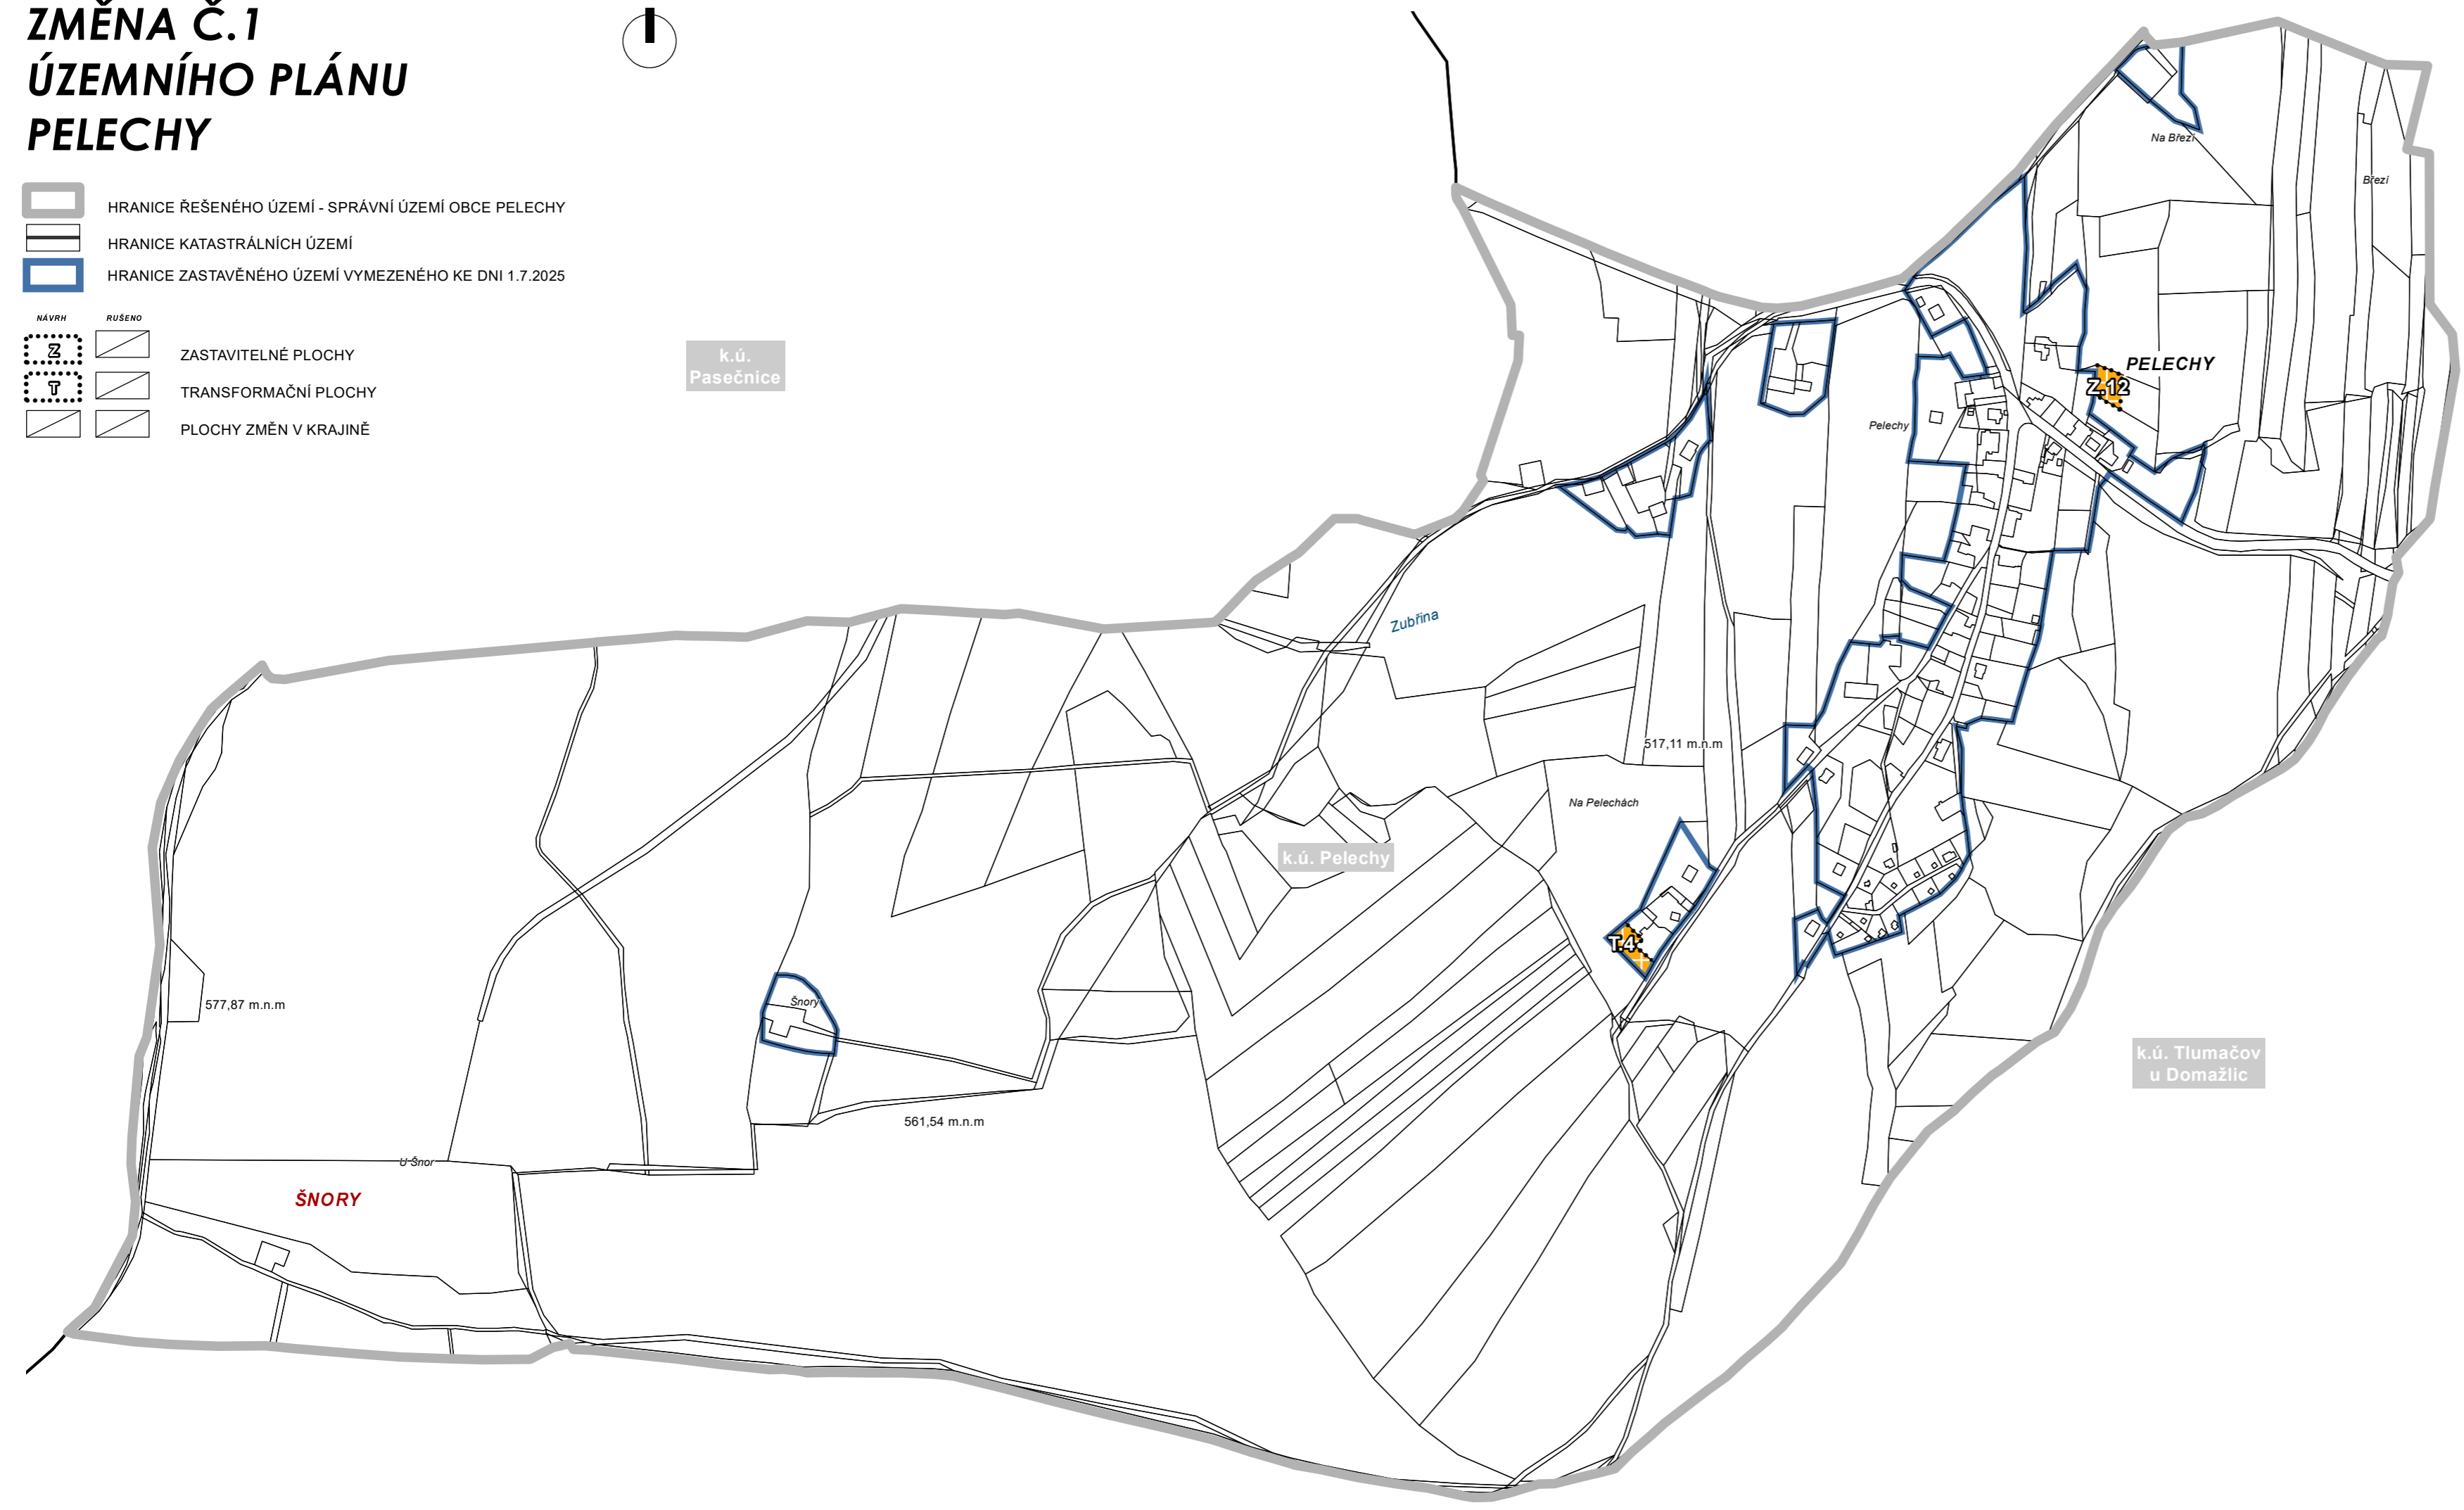 ZMĚNA Č.1
ÚZEMNÍHO PLÁNU
PELECHY
HRANICE ŘEŠENÉHO ÚZEMÍ - SPRÁVNÍ ÚZEMÍ OBCE PELECHY
HRANICE KATASTRÁLNÍCH ÚZEMÍ
HRANICE ZASTAVĚNÉHO ÚZEMÍ VYMEZENÉHO KE DNI 1.7.2025
NÁVRH RUŠENO
Z ZASTAVITELNÉ PLOCHY
T TRANSFORMAČNÍ PLOCHY
PLOCHY ZMĚN V KRAJINĚ
k.ú.
Pasečnice
Na Březí
Březí
PELECHY
Z.12
Pelechy
Zubřina
517,11 m.n.m
Na Pelechách
k.ú. Pelechy
T.4
Šnory
577,87 m.n.m
k.ú. Tlumačov
u Domažlic
561,54 m.n.m
U Šnor
ŠNORY